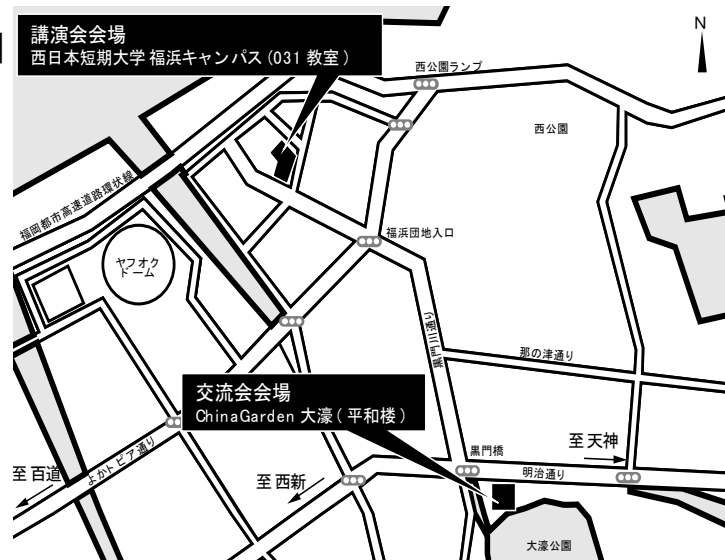 講演会会場
西日本短期大学 福浜キャンパス (031 教室 )
N
西公園ランプ
西公園
福岡都市高速道路環状線
福浜団地入口
ヤフオク
ドーム
黒門川通り
那の津通り
交流会会場
ChinaGarden 大濠 ( 平和楼 )
よかトピア通り
黒門橋
至 天神
明治通り
至 百道
至 西新
大濠公園